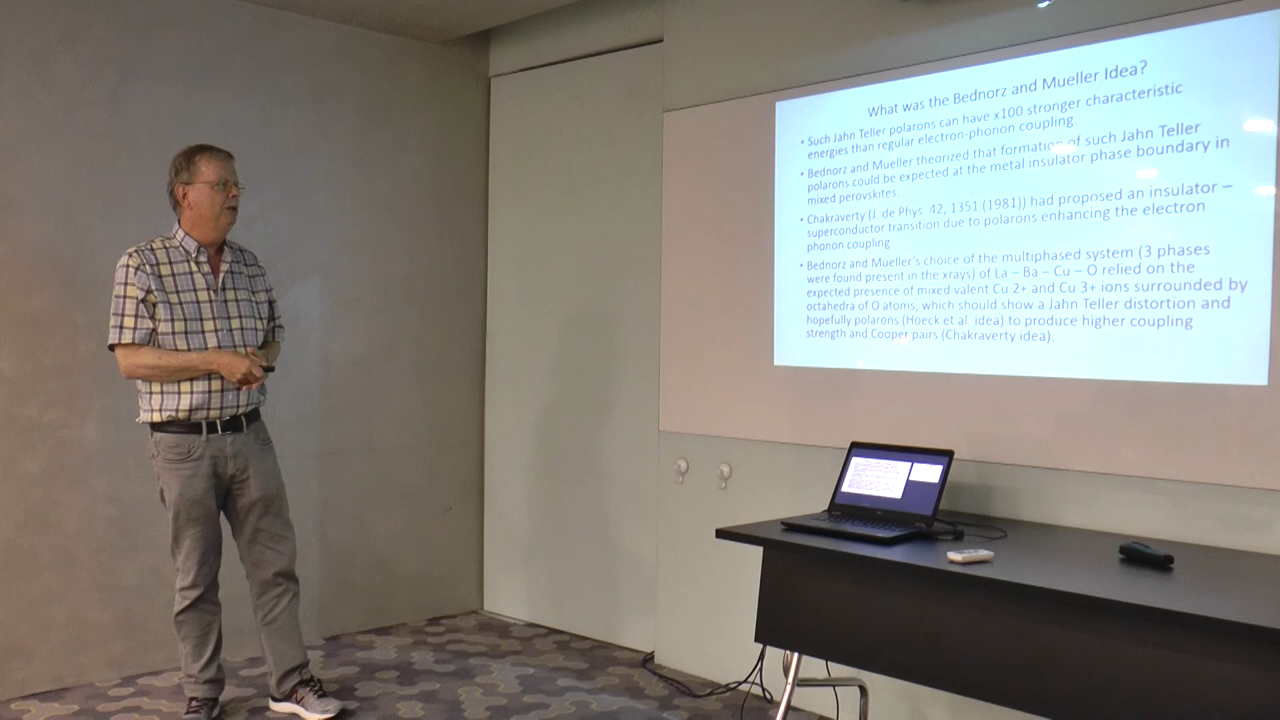 What was the Bednorz and Mueller Idea?
• Such Jahn Teller polarons can have x100 stronger characteristic
energies than regular electron-phonon coupling.
• Bednorz and Mueller theorized that formation of such Jahn Teller
polarons could be expected at the metal insulator phase boundary in
mixed perovskites.
• Chakraverty (J. de Phys. 42, 1351 (1981)) had proposed an insulator –
superconductor transition due to polarons enhancing the electron
phonon coupling
• Bednorz and Mueller's choice of the multiphased system (3 phases
were found present in the xrays) of La – Ba – Cu – O relied on the
expected presence of mixed valent Cu 2+ and Cu 3+ ions surrounded by
octahedra of O atoms, which should show a Jahn Teller distortion and
hopefully polarons (Hoeck et al. idea) to produce higher coupling
strength and Cooper pairs (Chakraverty idea).